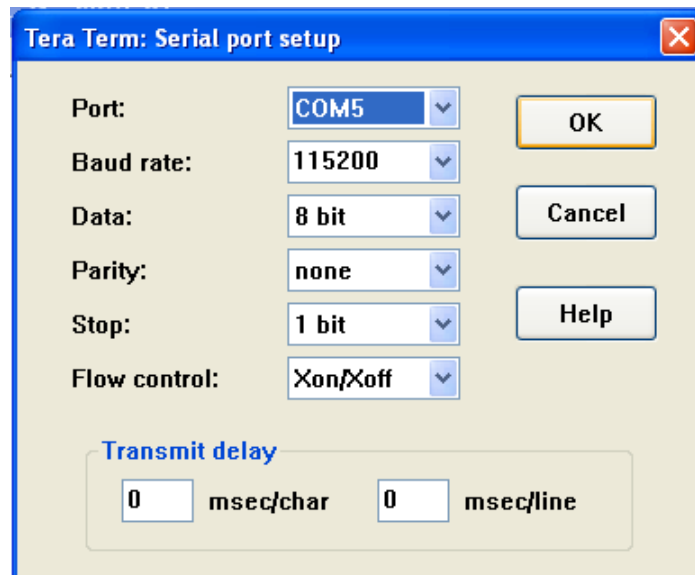 Tera Term: Serial port setup
Port: COM5 OK
Baud rate: 115200
Data: 8 bit Cancel
Parity: none
Stop: 1 bit Help
Flow control: Xon/Xoff
Transmit delay
0 msec/char 0 msec/line